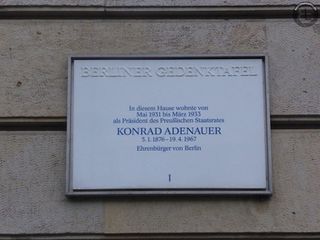 BERLINER GEDENKTAFEL
In diesem Hause wohnte von
Mai 1931 bis März 1933
als Präsident des Preußischen Staatsrates
KONRAD ADENAUER
5. 1. 1876 - 19. 4. 1967
Ehrenbürger von Berlin